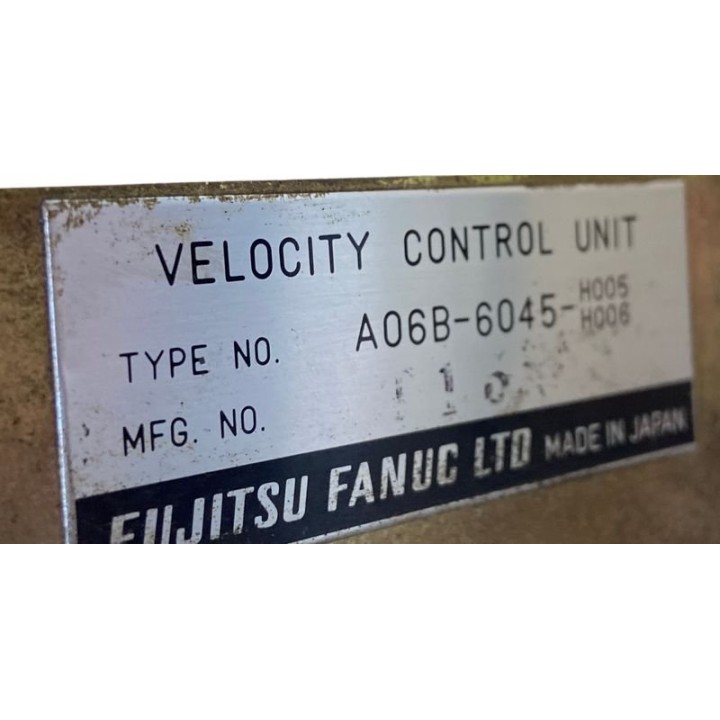 VELOCITY CONTROL UNIT
TYPE NO. A06B-6045-H005
H006
MFG. NO.
FUJITSU FANUC LTD MADE IN JAPAN